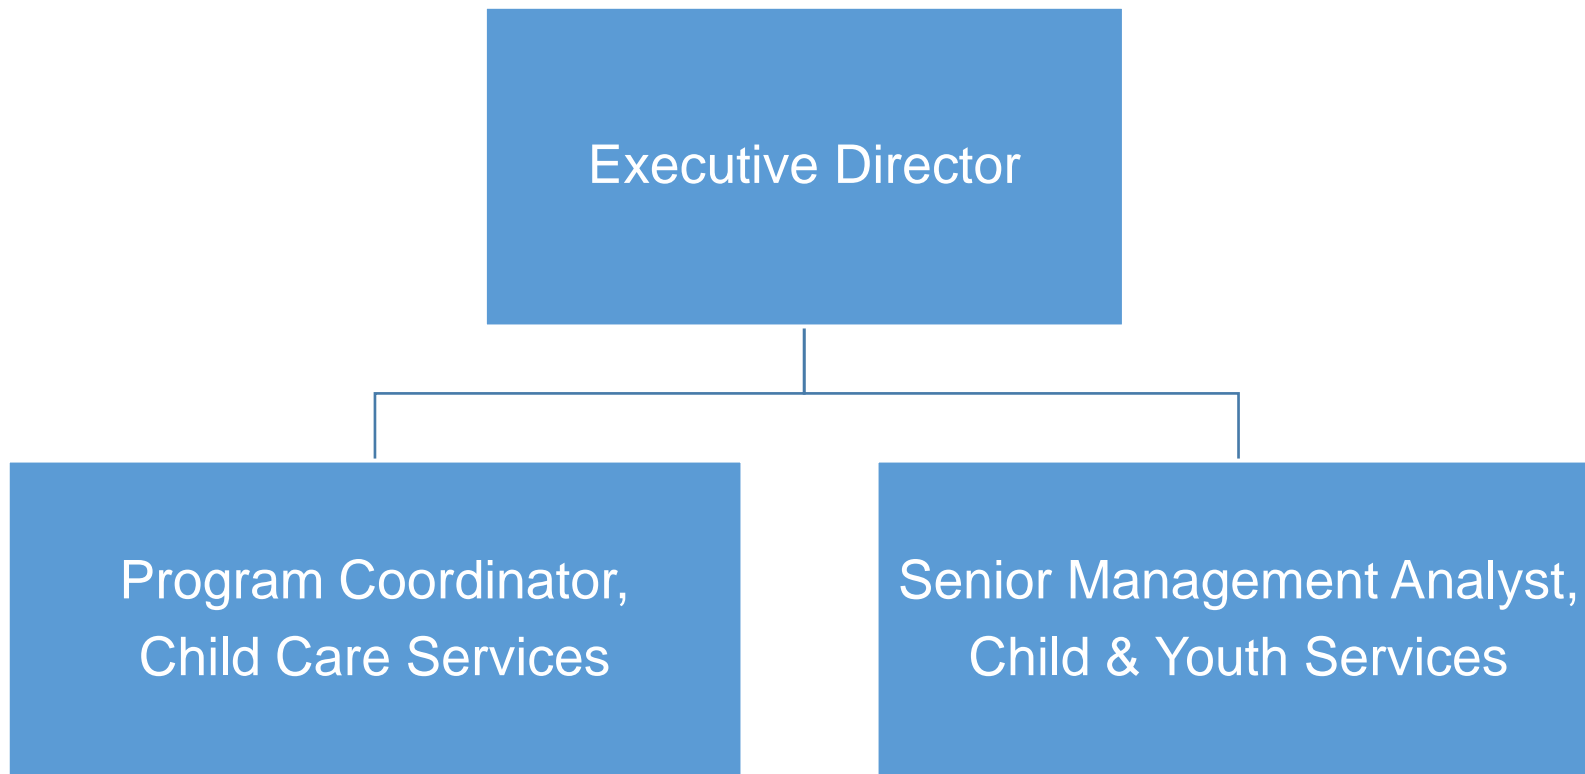 Executive Director
Program Coordinator,
Child Care Services
Senior Management Analyst,
Child & Youth Services